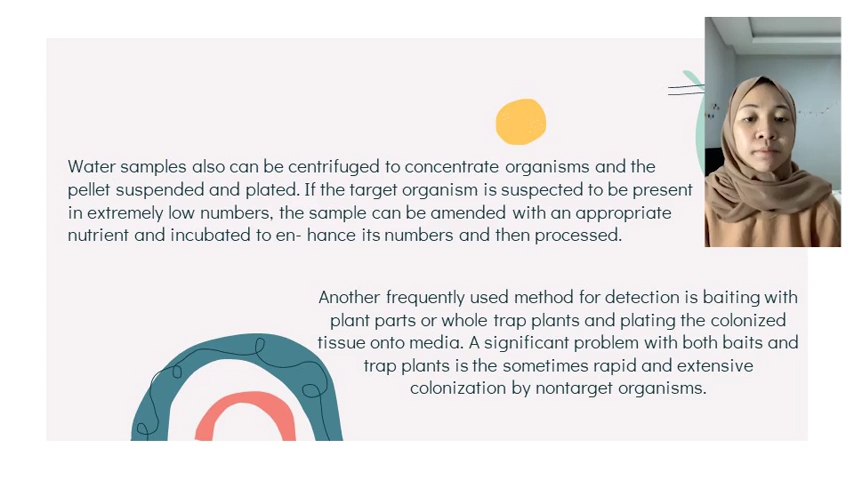 Water samples also can be centrifuged to concentrate organisms and the
pellet suspended and plated. If the target organism is suspected to be present
in extremely low numbers, the sample can be amended with an appropriate
nutrient and incubated to en- hance its numbers and then processed.
Another frequently used method for detection is baiting with
plant parts or whole trap plants and plating the colonized
tissue onto media. A significant problem with both baits and
trap plants is the sometimes rapid and extensive
colonization by nontarget organisms.